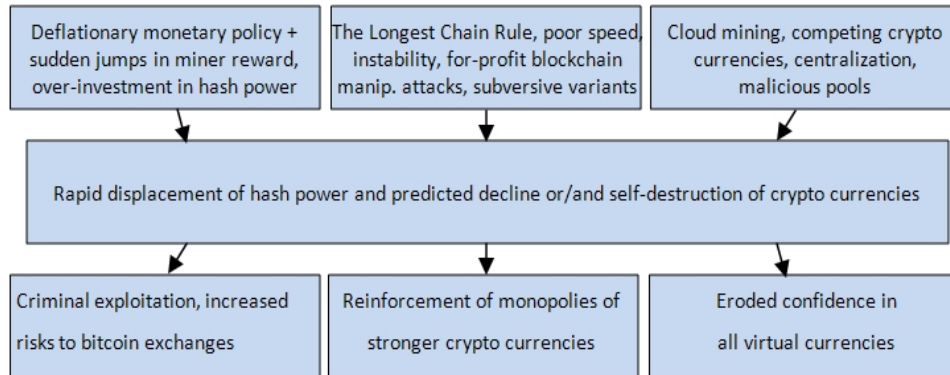 Deflationary monetary policy +
sudden jumps in miner reward,
over-investment in hash power
The Longest Chain Rule, poor speed,
instability, for-profit blockchain
manip. attacks, subversive variants
Cloud mining, competing crypto
currencies, centralization,
malicious pools
Rapid displacement of hash power and predicted decline or/and self-destruction of crypto currencies
Criminal exploitation, increased
risks to bitcoin exchanges
Reinforcement of monopolies of
stronger crypto currencies
Eroded confidence in
all virtual currencies